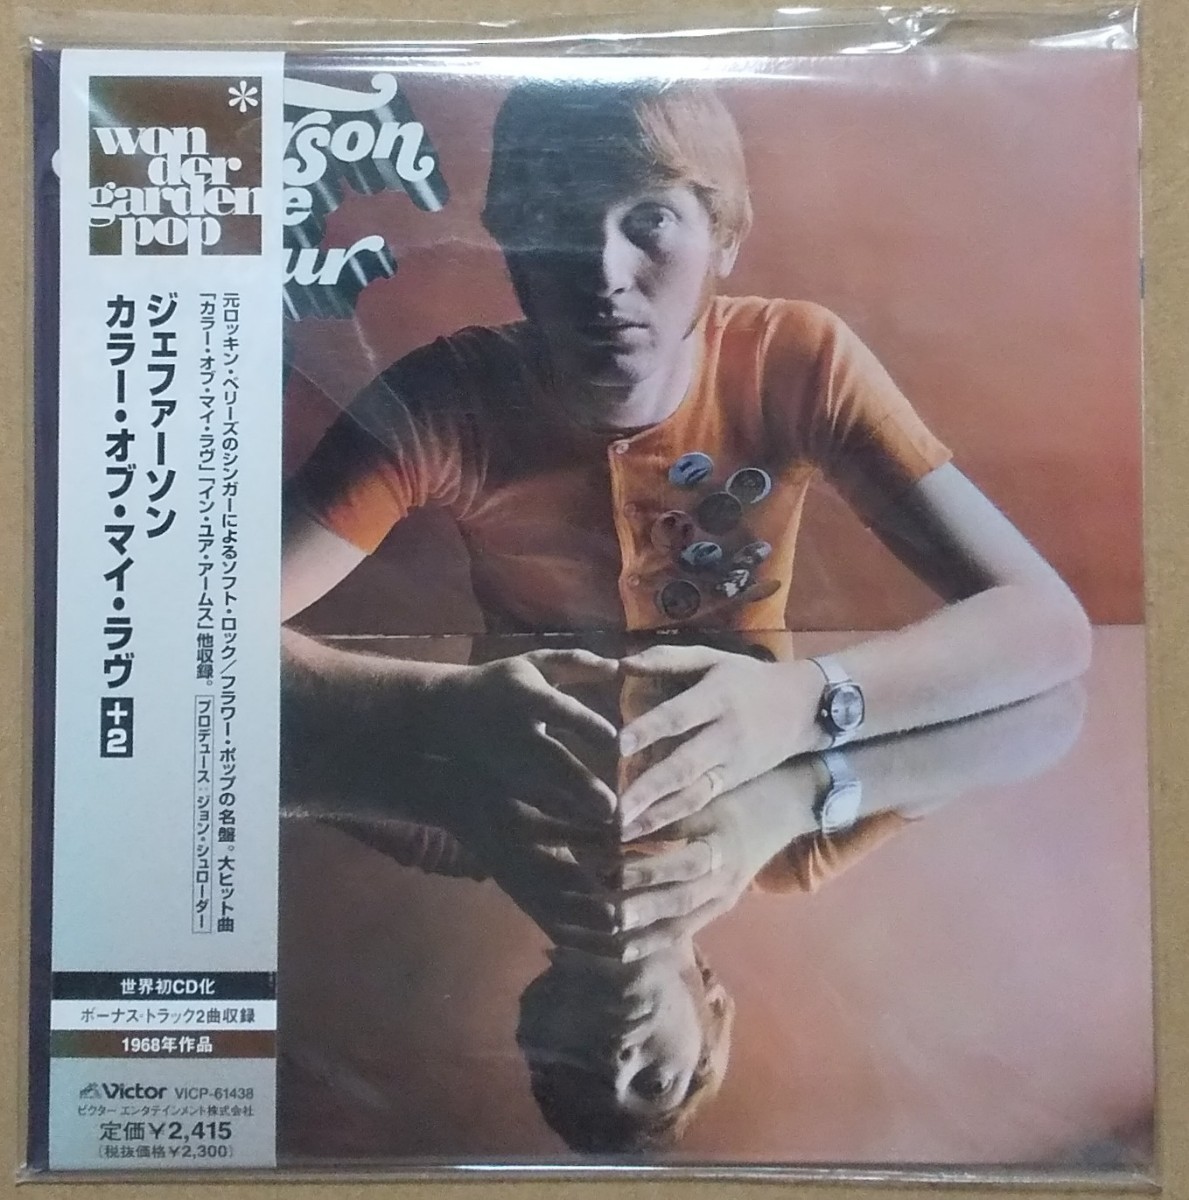 *
won
der
garden
pop
rson
e
ur
ジェファーソン
カラー・オブ・マイ・ラヴ +2
元ロッキン・ベリーズのシンガーによるソフト・ロック/フラワー・ポップの名盤。大ヒット曲
「カラー・オブ・マイ・ラヴ」「イン・ユア・アームス」他収録。 プロデュース:ジョン・シュローダー
世界初CD化
ボーナス・トラック2曲収録
1968年作品
Victor VICP-61438
ビクター エンタテインメント株式会社
定価¥2,415
(税抜価格¥2,300)